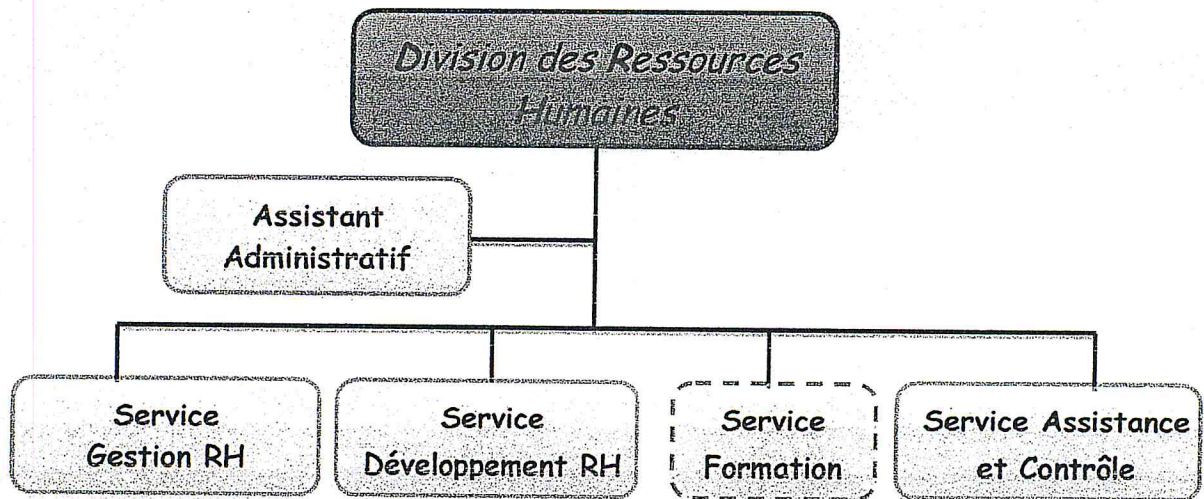 Division des Ressources
Humaines
Assistant
Administratif
Service
Gestion RH
Service
Développement RH
Service
Formation
Service Assistance
et Contrôle